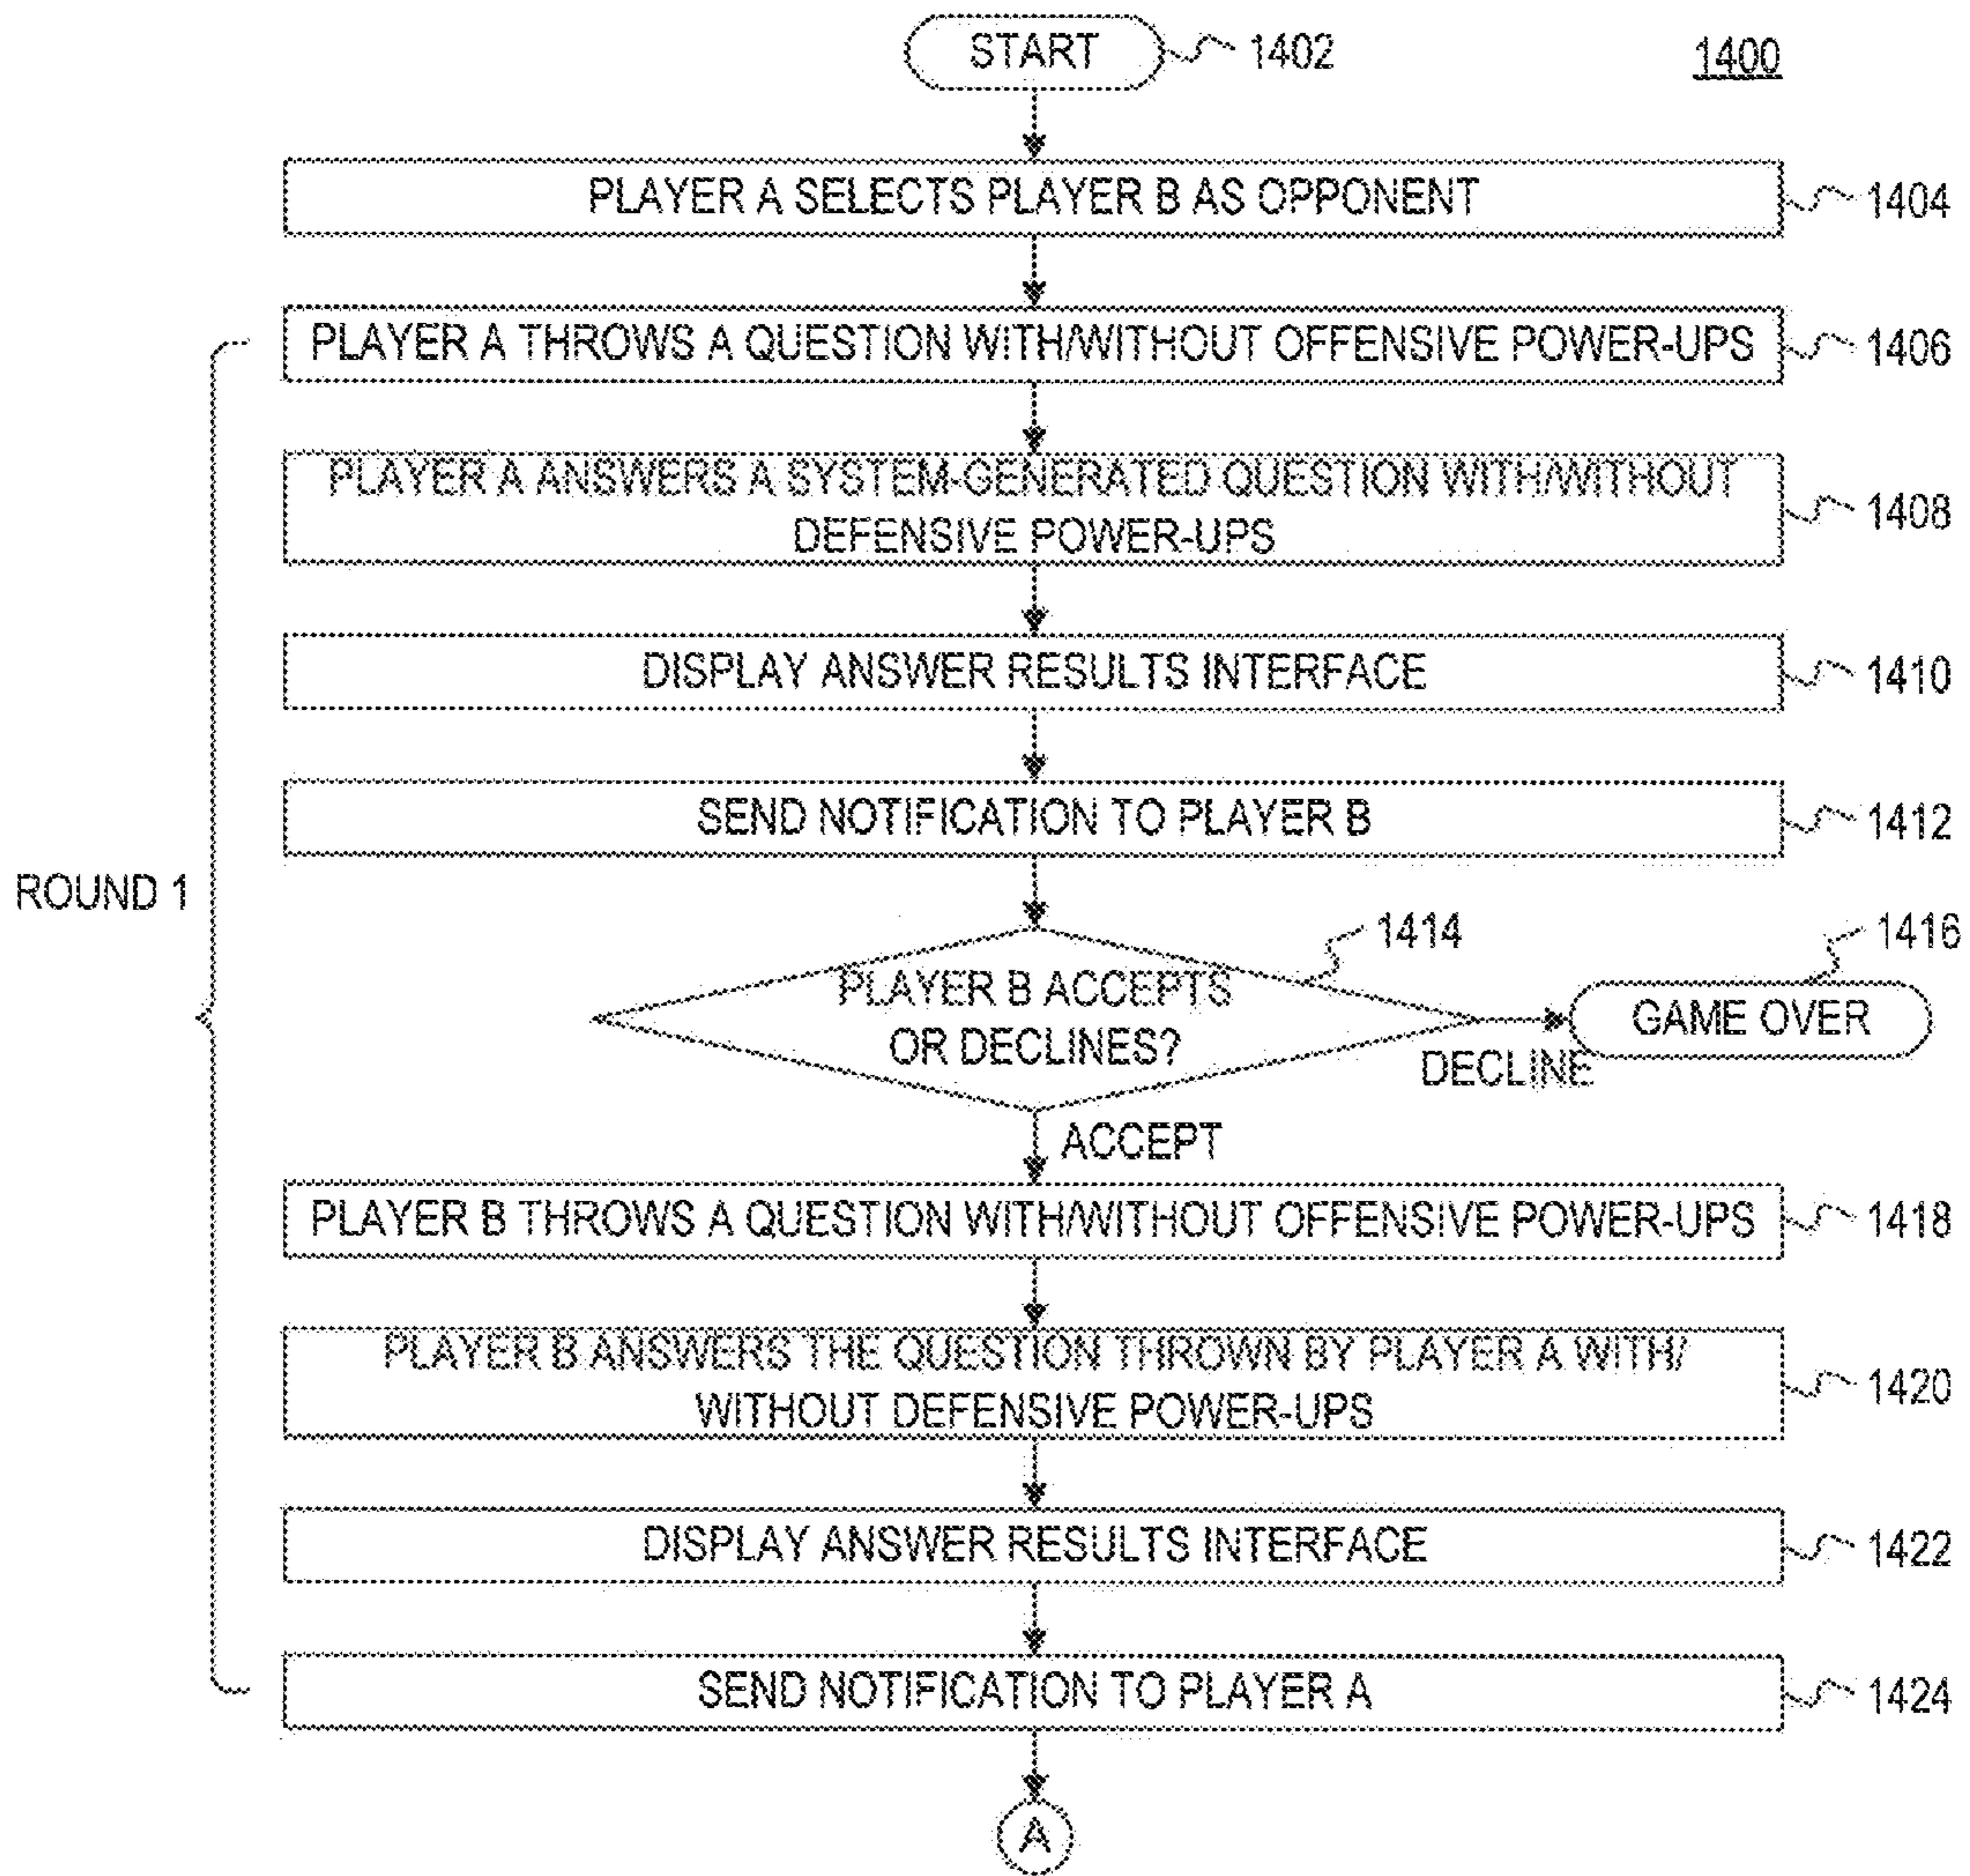 START
1402
1400
PLAYER A SELECTS PLAYER B AS OPPONENT
1404
PLAYER A THROWS A QUESTION WITH/WITHOUT OFFENSIVE POWER-UPS
1406
PLAYER A ANSWERS A SYSTEM-GENERATED QUESTION WITH/WITHOUT
DEFENSIVE POWER-UPS
1408
DISPLAY ANSWER RESULTS INTERFACE
1410
SEND NOTIFICATION TO PLAYER B
1412
ROUND 1
PLAYER B ACCEPTS
OR DECLINES?
1414
1416
GAME OVER
DECLINE
ACCEPT
PLAYER B THROWS A QUESTION WITH/WITHOUT OFFENSIVE POWER-UPS
1418
PLAYER B ANSWERS THE QUESTION THROWN BY PLAYER A WITH/
WITHOUT DEFENSIVE POWER-UPS
1420
DISPLAY ANSWER RESULTS INTERFACE
1422
SEND NOTIFICATION TO PLAYER A
1424
A